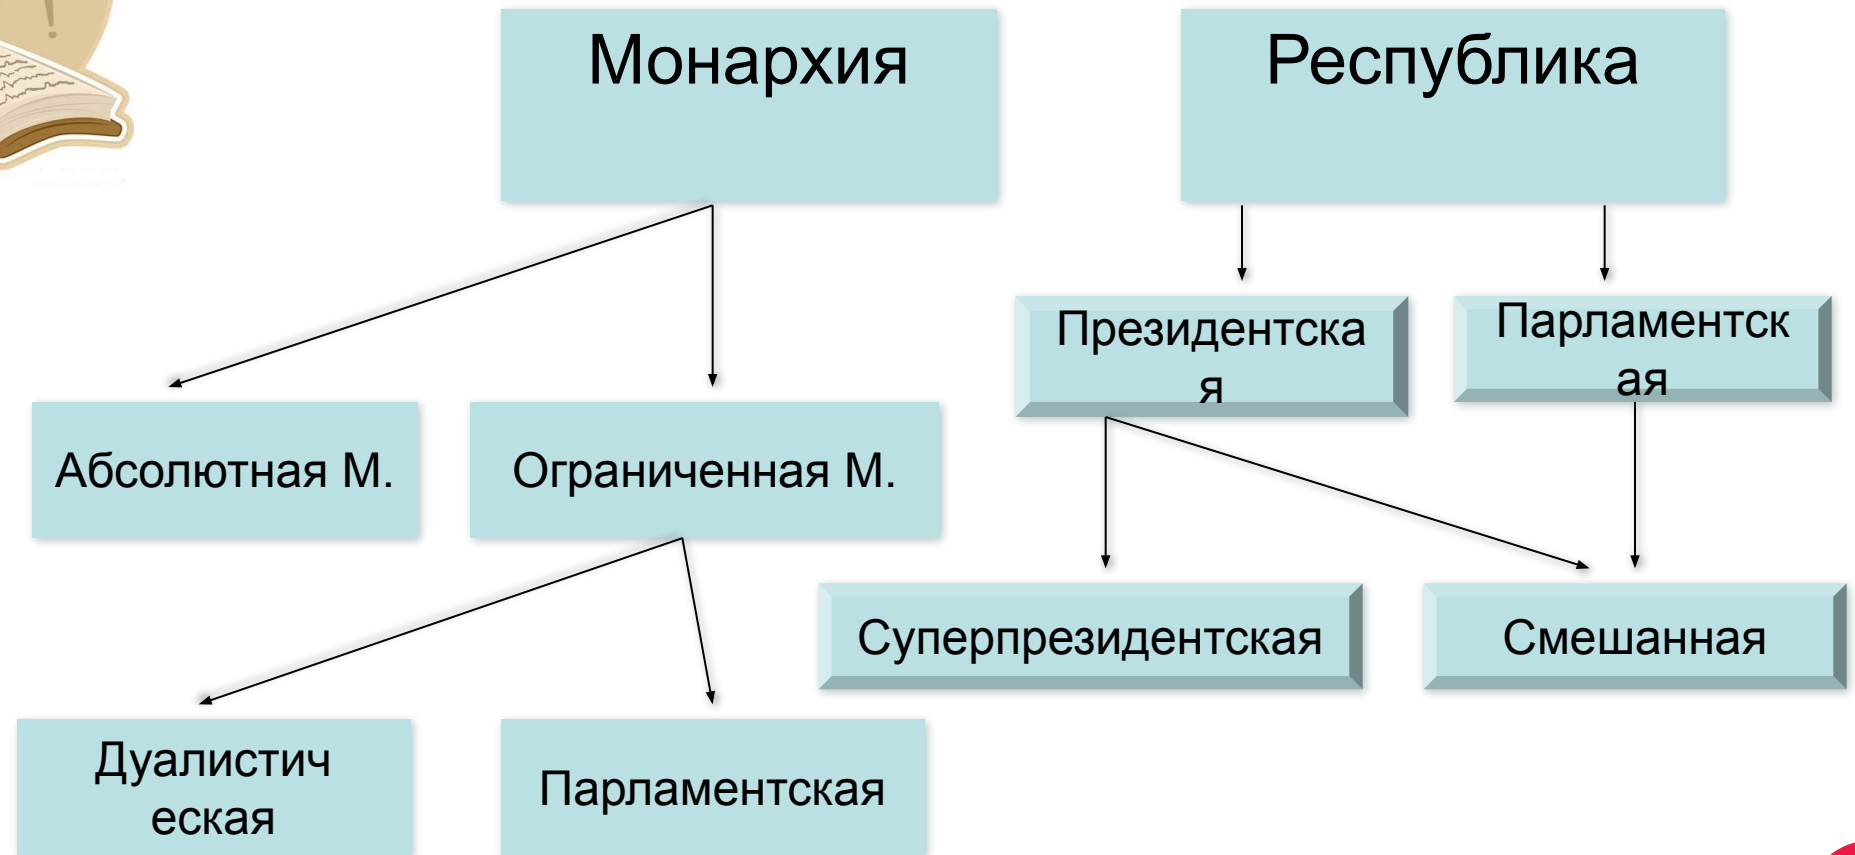 Монархия
Республика
Президентска
я
Парламентск
ая
Абсолютная М.
Ограниченная М.
Суперпрезидентская
Смешанная
Дуалистич
еская
Парламентская